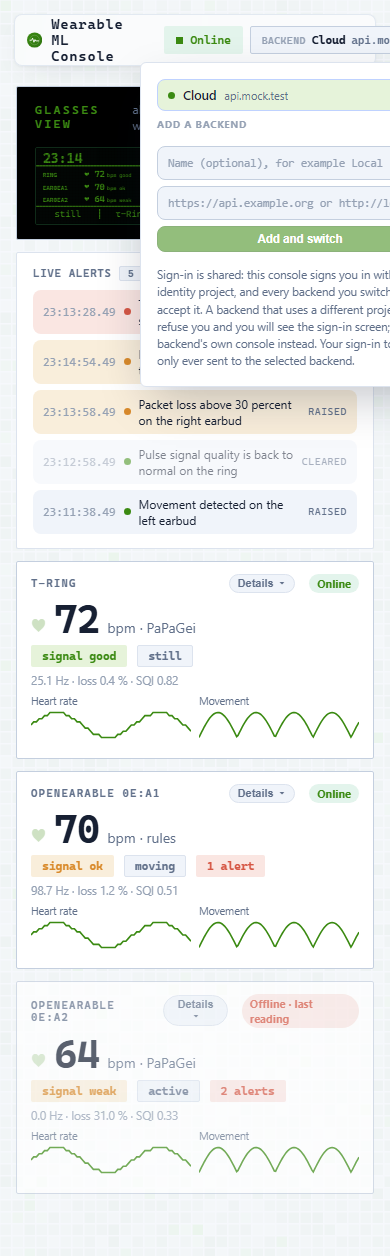 Wearable
ML
Console
Online
BACKEND Cloud
Cloud api.mock.test
ADD A BACKEND
Name (optional), for example Local
https://api.example.org or http://
Add and switch
Sign-in is shared: this console signs you in
identity project, and every backend you
accept it. A backend that uses a different
refuse you and you will see the sign-in screen;
backend's own console instead. Your sign-in
only ever sent to the selected backend.
GLASSES
VIEW
23:14
RING 72 bpm good
EARBEA1 70 bpm ok
EARBEA2 64 bpm
still
LIVE ALERTS 5
23:13:28.49
23:14:54.49
23:13:58.49 Packet loss above 30 percent
on the right earbud RAISED
23:12:58.49 Pulse signal quality is back to
normal on the ring CLEARED
23:11:38.49 Movement detected on the
left earbud RAISED
T-RING Details Online
72 bpm · PaPaGei
signal good still
25.1 Hz · loss 0.4 % · SQI 0.82
Heart rate Movement
OPENEARABLE 0E:A1 Details Online
70 bpm · rules
signal ok moving 1 alert
98.7 Hz · loss 1.2 % · SQI 0.51
Heart rate Movement
OPENEARABLE
0E:A2
Details
Offline · last
reading
64 bpm · PaPaGei
signal weak active 2 alerts
0.0 Hz · loss 31.0 % · SQI 0.33
Heart rate Movement